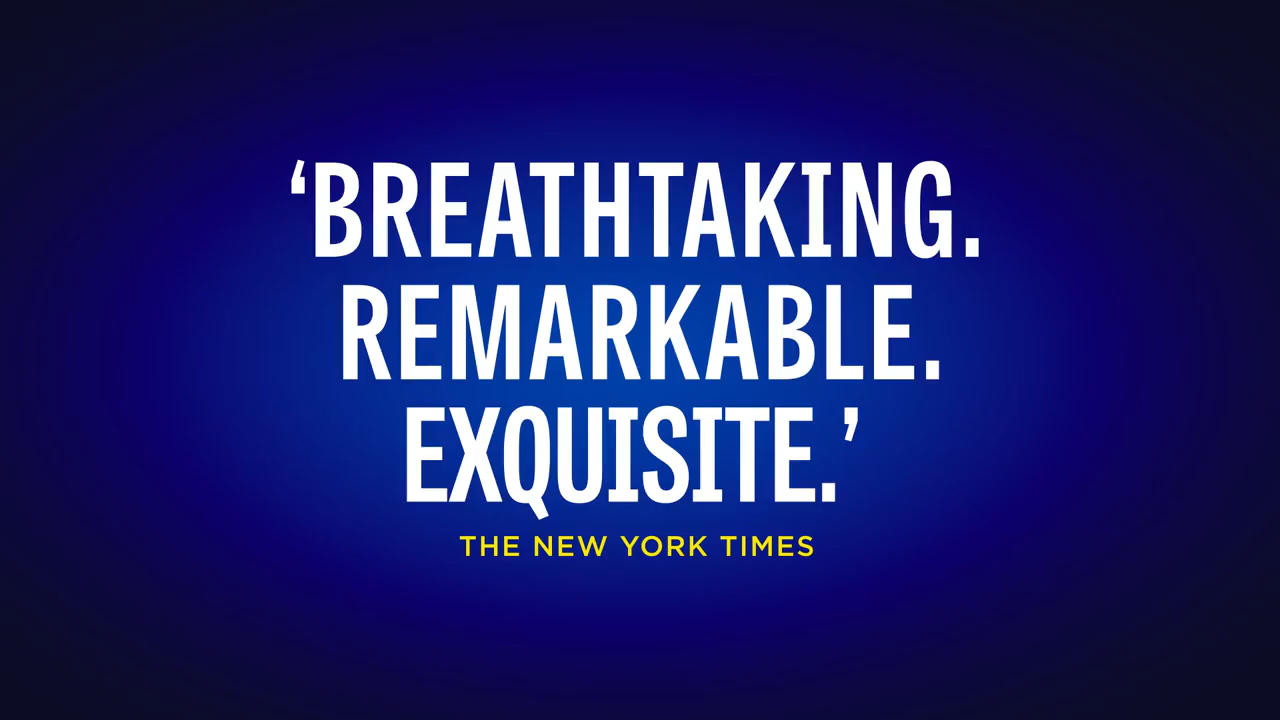 ‘BREATHTAKING.
REMARKABLE.
EXQUISITE.’
THE NEW YORK TIMES